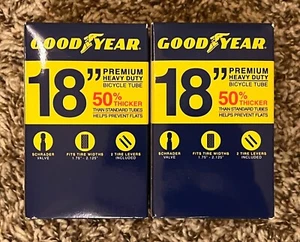 GOODYEAR
18"
PREMIUM
HEAVY DUTY
BICYCLE TUBE
50%
THICKER
THAN STANDARD TUBES
HELPS PREVENT FLATS
SCHRADER
VALVE
FITS TIRE WIDTHS
1.75" - 2.125"
2 TIRE LEVERS
INCLUDED
GOODYEAR
18"
PREMIUM
HEAVY DUTY
BICYCLE TUBE
50%
THICKER
THAN STANDARD TUBES
HELPS PREVENT FLATS
SCHRADER
VALVE
FITS TIRE WIDTHS
1.75" - 2.125"
2 TIRE LEVERS
INCLUDED